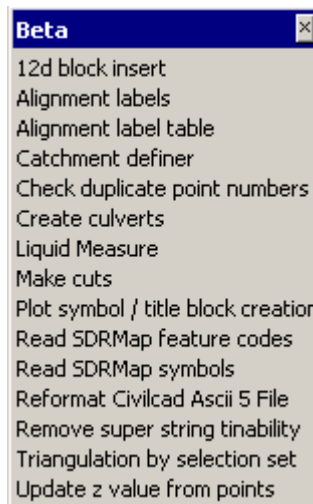 Beta
12d block insert
Alignment labels
Alignment label table
Catchment definer
Check duplicate point numbers
Create culverts
Liquid Measure
Make cuts
Plot symbol / title block creation
Read SDRMap feature codes
Read SDRMap symbols
Reformat Civilcad Ascii 5 File
Remove super string tinability
Triangulation by selection set
Update z value from points